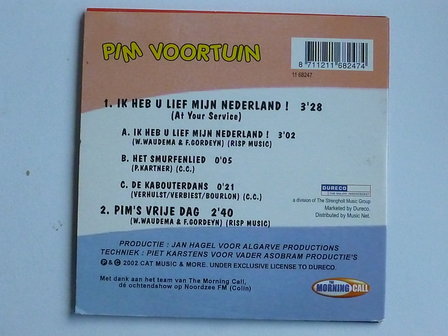 PIM VOORTUIN
8 711211 682474
11 68247
1. IK HEB U LIEF MIJN NEDERLAND ! 3'28
(At Your Service)
A. IK HEB U LIEF MIJN NEDERLAND ! 3'02
(W.WAUDEMA & F.GORDEYN) (RISP MUSIC)
B. HET SMURFENLIED 0'05
(P.KARTNER) (C.C.)
C. DE KABOUTERDANS 0'21
(VERHULST/VERBIEST/BOURLON) (C.C.)
2. PIM'S VRIJE DAG 2'40
(W.WAUDEMA & F.GORDEYN) (RISP MUSIC)
DURECO
a division of The Strengholt Music Group
Marketed by Dureco.
Distributed by Music Net.
PRODUCTIE : JAN HAGEL VOOR ALGARVE PRODUCTIONS
TECHNIEK : PIET KARSTENS VOOR VADER ASOBRAM PRODUCTIE'S
P & C 2002 CAT MUSIC & MORE. UNDER EXCLUSIVE LICENSE TO DURECO.
Met dank aan het team van The Morning Call,
dé ochtendshow op Noordzee FM (Colin)
MORNING CALL